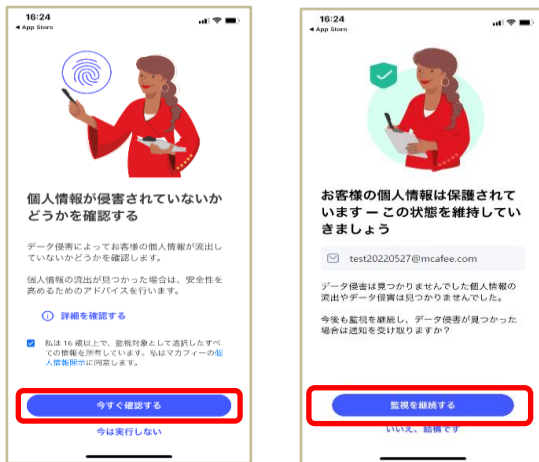 16:24
◀ App Store
個人情報が侵害されていないか
どうかを確認する
データ侵害によってお客様の個人情報が流出し
ていないかどうかを確認します。
個人情報の流出が見つかった場合は、安全性を
高めるためのアドバイスを行います。
詳細を確認する
私は 16 歳以上で、監視対象として選択したすべ
ての情報を所有しています。私はマカフィーの個
人情報開示に同意します。
今すぐ確認する
今は実行しない
16:24
◀ App Store
お客様の個人情報は保護されて
います ー この状態を維持してい
きましょう
test20220527@mcafee.com
データ侵害は見つかりませんでした個人情報の
流出やデータ侵害は見つかりませんでした。
今後も監視を継続し、データ侵害が見つかった
場合は通知を受け取りますか？
監視を継続する
いいえ、結構です